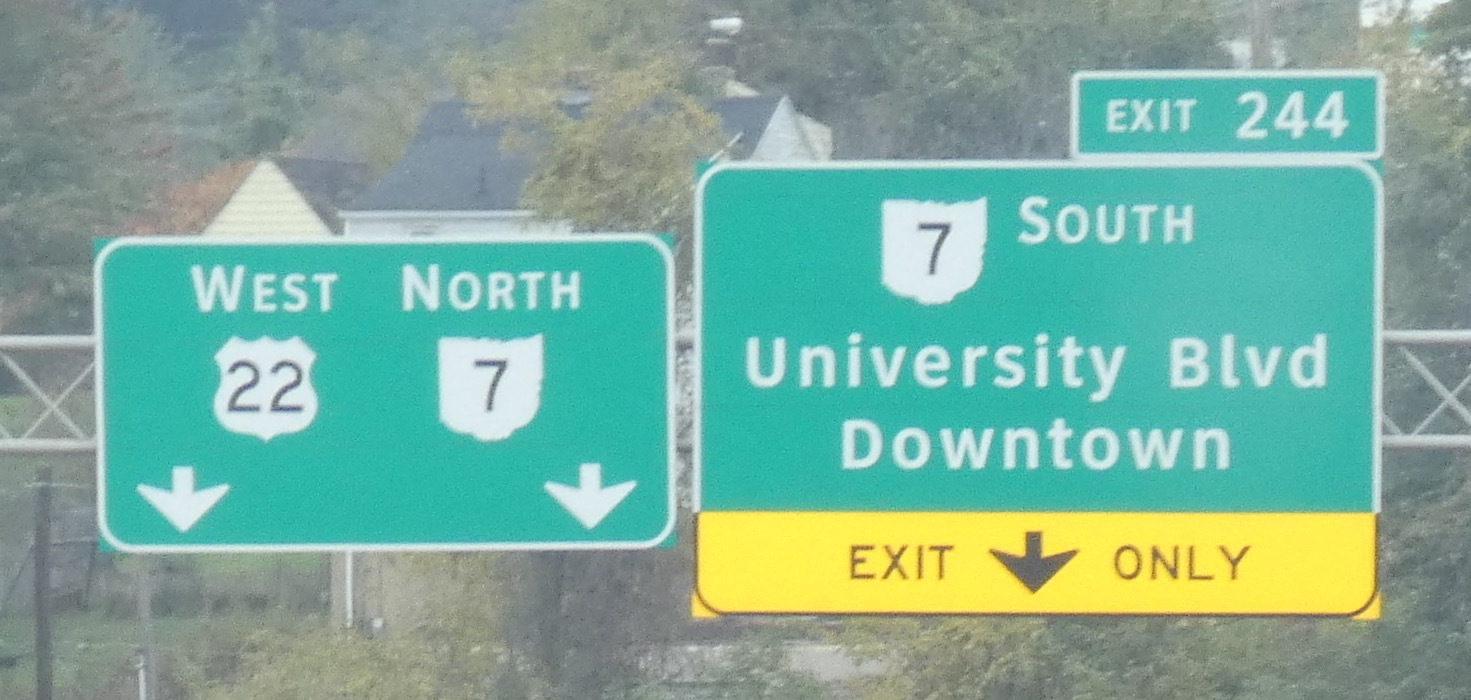 WEST NORTH
22 7
EXIT 244
7 SOUTH
University Blvd
Downtown
EXIT ONLY